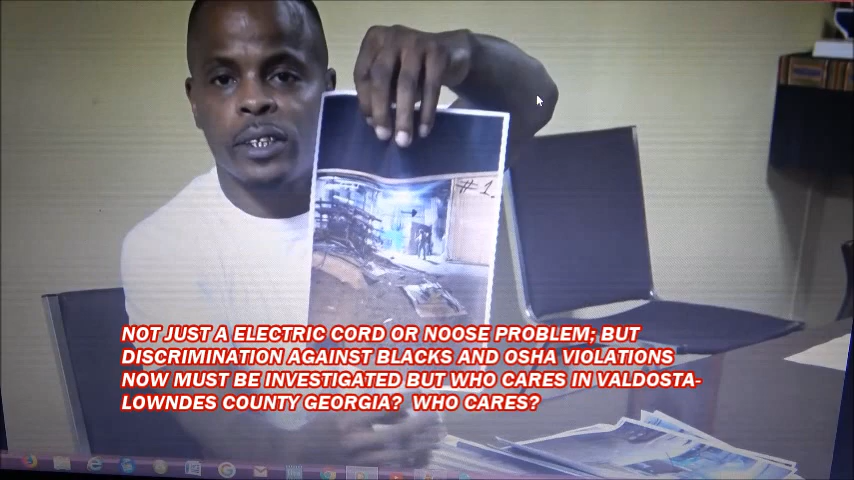 #1
NOT JUST A ELECTRIC CORD OR NOOSE PROBLEM; BUT
DISCRIMINATION AGAINST BLACKS AND OSHA VIOLATIONS
NOW MUST BE INVESTIGATED BUT WHO CARES IN VALDOSTA-
LOWNDES COUNTY GEORGIA?  WHO CARES?